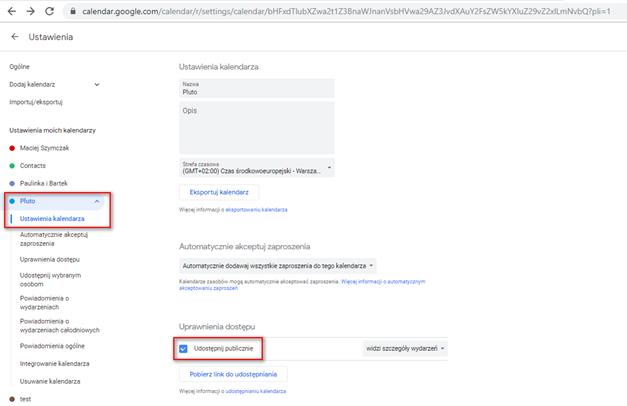 calendar.google.com/calendar/r/settings/calendar/
Ustawienia
Ogólne
Dodaj kalendarz
Importuj/eksportuj
Ustawienia moich kalendarzy
Maciej Szymczak
Contacts
Paulinka i Bartek
Pluto
Ustawienia kalendarza
Automatycznie akceptuj
zaproszenia
Uprawnienia dostępu
Udostępnij wybranym
osobom
Powiadomienia o
wydarzeniach
Powiadomienia o
wydarzeniach całodniowych
Powiadomienia ogólne
Integrowanie kalendarza
Usuwanie kalendarza
test
Ustawienia kalendarza
Nazwa
Pluto
Opis
Strefa czasowa
(GMT+02:00) Czas środkowoeuropejski - Warsza...
Eksportuj kalendarz
Więcej informacji o eksportowaniu kalendarza
Automatycznie akceptuj zaproszenia
Automatycznie dodawaj wszystkie zaproszenia do tego kalendarza
Kalendarze zasobów mogą automatycznie akceptować zaproszenia. Więcej informacji o automatycznym
akceptowaniu zaproszeń
Uprawnienia dostępu
Udostępnij publicznie
widzi szczegóły wydarzeń
Pobierz link do udostępniania
Więcej informacji o udostępnianiu kalendarza